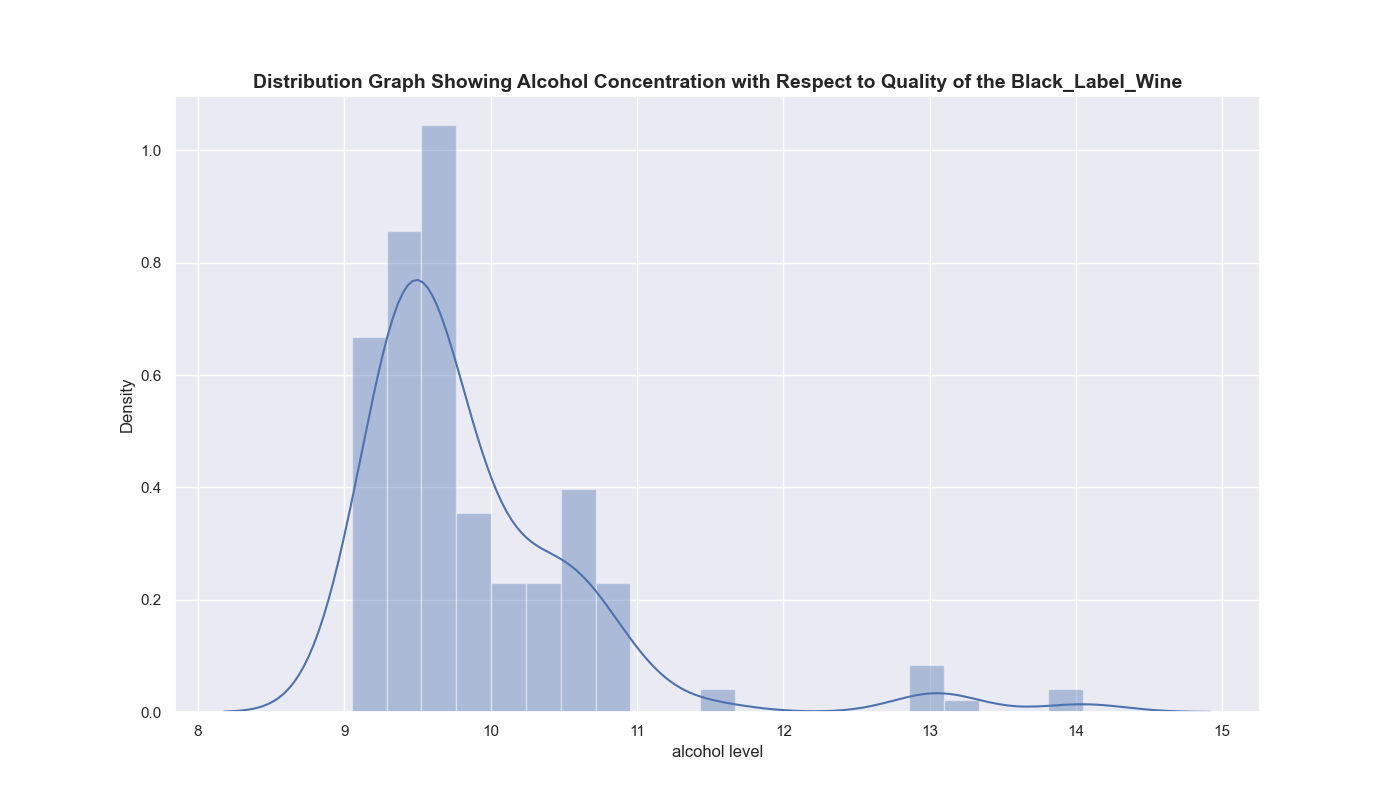 Distribution Graph Showing Alcohol Concentration with Respect to Quality of the Black_Label_Wine
1.0
0.8
0.6
0.4
0.2
0.0
Density
8 9 10 11 12 13 14 15
alcohol level